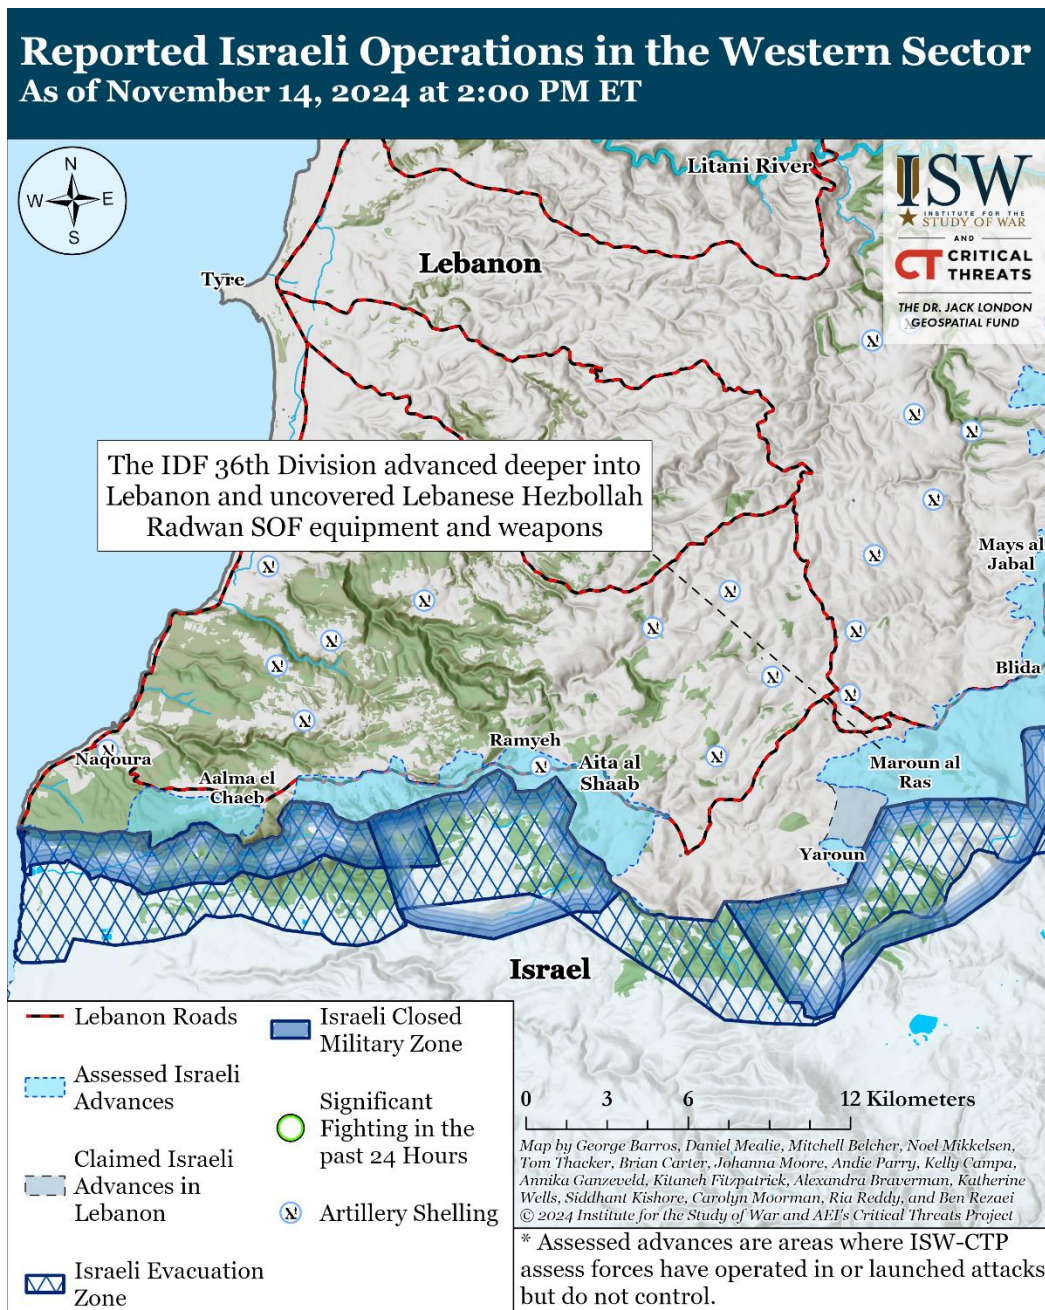 Reported Israeli Operations in the Western Sector
As of November 14, 2024 at 2:00 PM ET
N
W
E
S
Litani River
ISW
INSTITUTE FOR THE
STUDY OF WAR
AND
CT CRITICAL
THREATS
THE DR. JACK LONDON
GEOSPATIAL FUND
Lebanon
Tyre
The IDF 36th Division advanced deeper into
Lebanon and uncovered Lebanese Hezbollah
Radwan SOF equipment and weapons
Mays al
Jabal
Blida
Naqoura
Aalma el
Chaeb
Ramyeh
Aita al
Shaab
Maroun al
Ras
Yaroun
Israel
Lebanon Roads
Assessed Israeli
Advances
Claimed Israeli
Advances in
Lebanon
Israeli Evacuation
Zone
Israeli Closed
Military Zone
Significant
Fighting in the
past 24 Hours
Artillery Shelling
0 3 6 12 Kilometers
Map by George Barros, Daniel Mealie, Mitchell Belcher, Noel Mikkelsen,
Tom Thacker, Brian Carter, Johanna Moore, Andie Parry, Kelly Campa,
Annika Ganzeveld, Kitaneh Fitzpatrick, Alexandra Braverman, Katherine
Wells, Siddhant Kishore, Carolyn Moorman, Ria Reddy, and Ben Rezaei
© 2024 Institute for the Study of War and AEI's Critical Threats Project
* Assessed advances are areas where ISW-CTP
assess forces have operated in or launched attacks
but do not control.